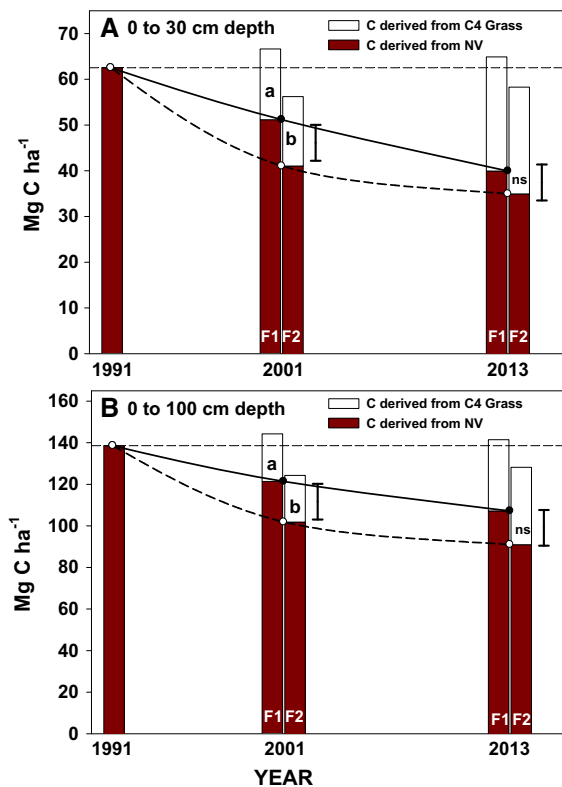 A 0 to 30 cm depth
C derived from C4 Grass
C derived from NV
70
60
50
40
30
20
10
0
Mg C ha⁻¹
a
b
ns
F1 F2
F1 F2
1991 2001 2013
B 0 to 100 cm depth
C derived from C4 Grass
C derived from NV
160
140
120
100
80
60
40
20
0
Mg C ha⁻¹
a
b
ns
F1 F2
F1 F2
1991 2001 2013
YEAR